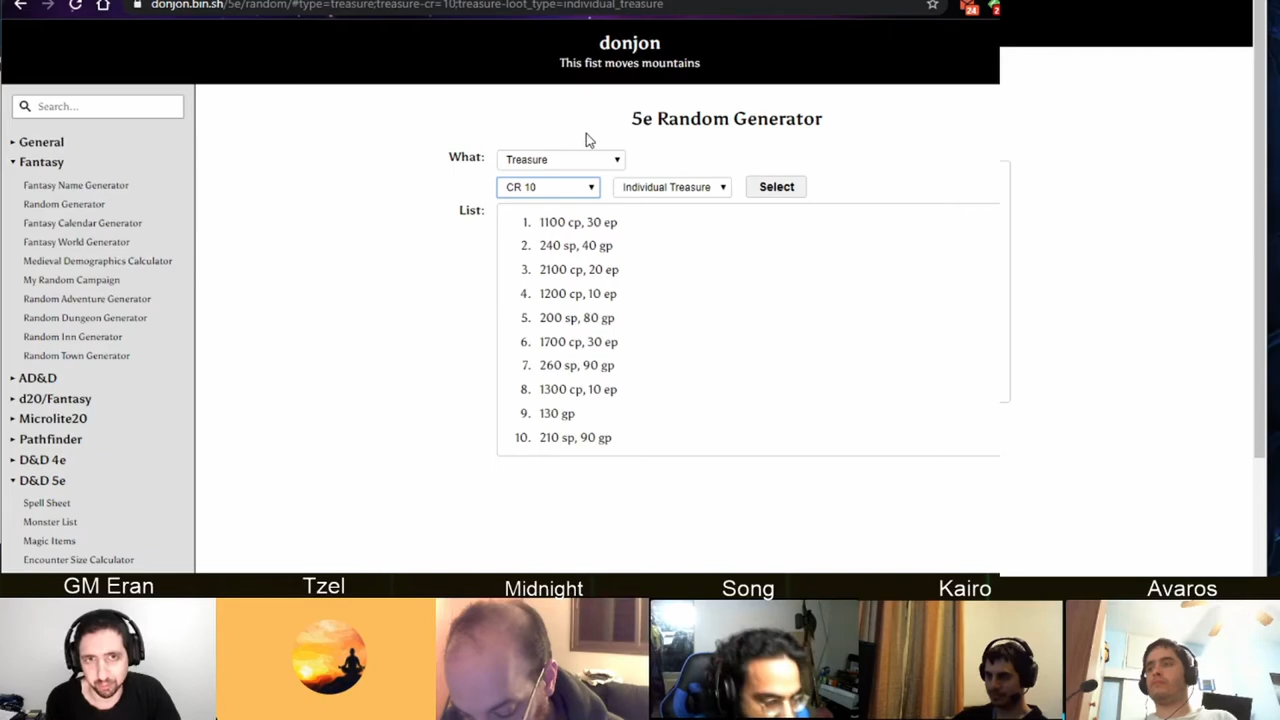 donjon.bin.sh/5e/random/#type=treasure;treasure-cr=10;treasure-loot_type=individual_treasure
24
2
donjon
This fist moves mountains
Search...
General
Fantasy
Fantasy Name Generator
Random Generator
Fantasy Calendar Generator
Fantasy World Generator
Medieval Demographics Calculator
My Random Campaign
Random Adventure Generator
Random Dungeon Generator
Random Inn Generator
Random Town Generator
AD&D
d20/Fantasy
Microlite20
Pathfinder
D&D 4e
D&D 5e
Spell Sheet
Monster List
Magic Items
Encounter Size Calculator
5e Random Generator
What: Treasure
CR 10 Individual Treasure Select
List:
1. 1100 cp, 30 ep
2. 240 sp, 40 gp
3. 2100 cp, 20 ep
4. 1200 cp, 10 ep
5. 200 sp, 80 gp
6. 1700 cp, 30 ep
7. 260 sp, 90 gp
8. 1300 cp, 10 ep
9. 130 gp
10. 210 sp, 90 gp
GM Eran Tzel Midnight Song Kairo Avaros